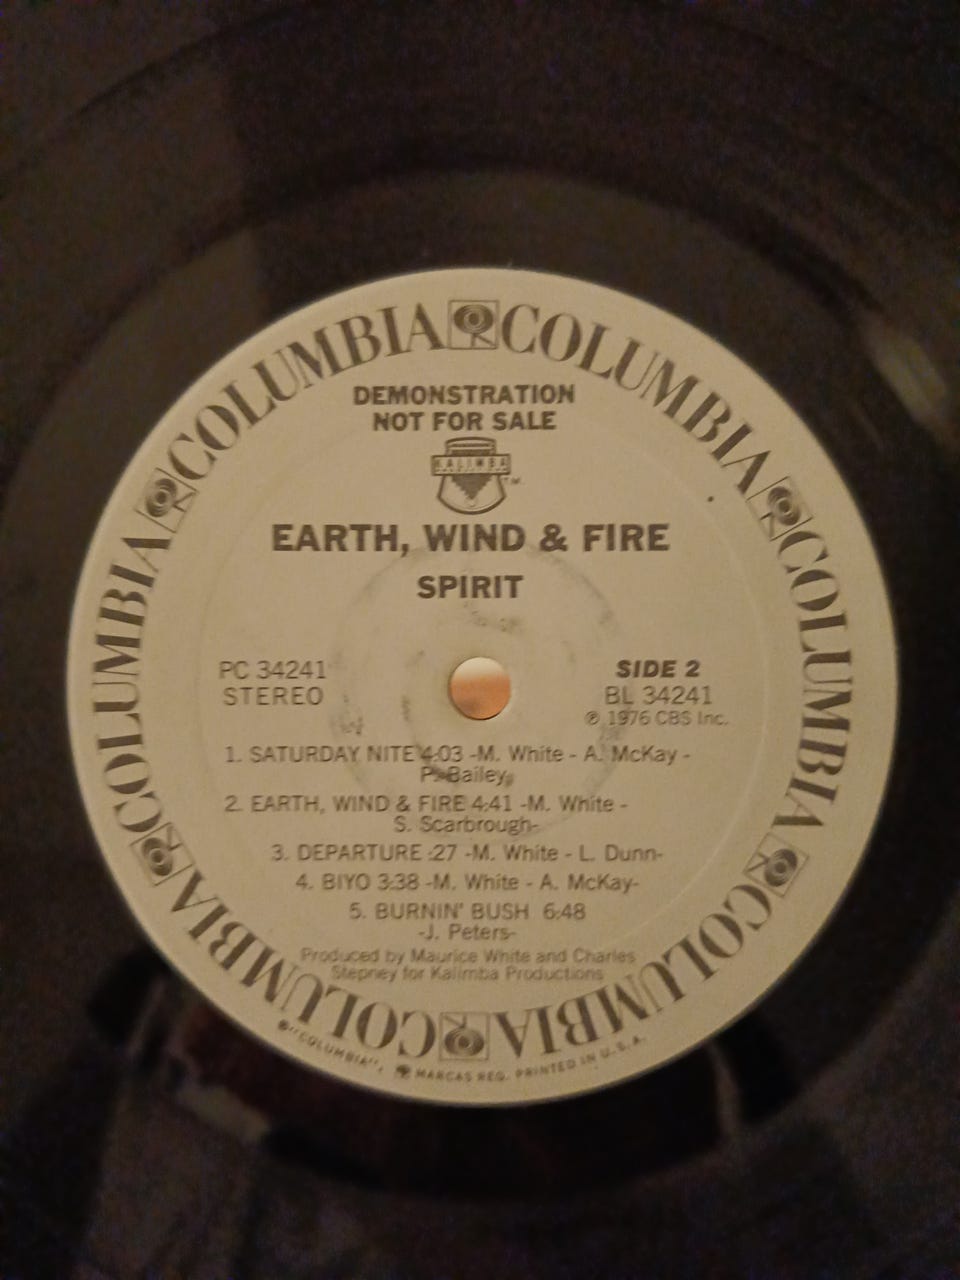 COLUMBIA COLUMBIA COLUMBIA COLUMBIA COLUMBIA COLUMBIA
DEMONSTRATION
NOT FOR SALE
KALIMBA
TM
EARTH, WIND & FIRE
SPIRIT
PC 34241
STEREO
SIDE 2
BL 34241
℗ 1976 CBS Inc.
1. SATURDAY NITE 4:03 -M. White - A. McKay -
P. Bailey-
2. EARTH, WIND & FIRE 4:41 -M. White -
S. Scarbrough-
3. DEPARTURE :27 -M. White - L. Dunn-
4. BIYO 3:38 -M. White - A. McKay-
5. BURNIN' BUSH 6:48
-J. Peters-
Produced by Maurice White and Charles
Stepney for Kalimba Productions
®"COLUMBIA", MARCAS REG. PRINTED IN U.S.A.